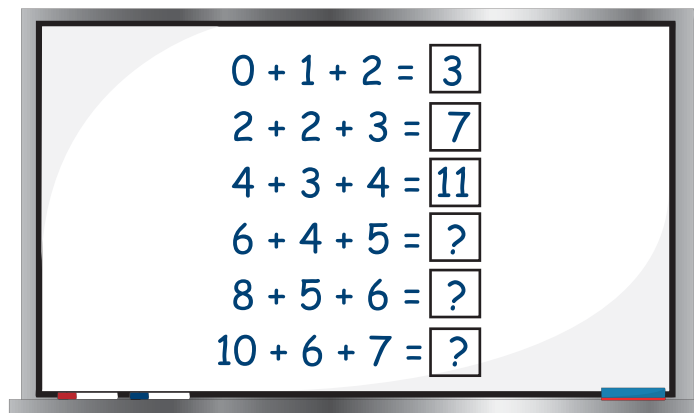 0 + 1 + 2 = 3
2 + 2 + 3 = 7
4 + 3 + 4 = 11
6 + 4 + 5 = ?
8 + 5 + 6 = ?
10 + 6 + 7 = ?